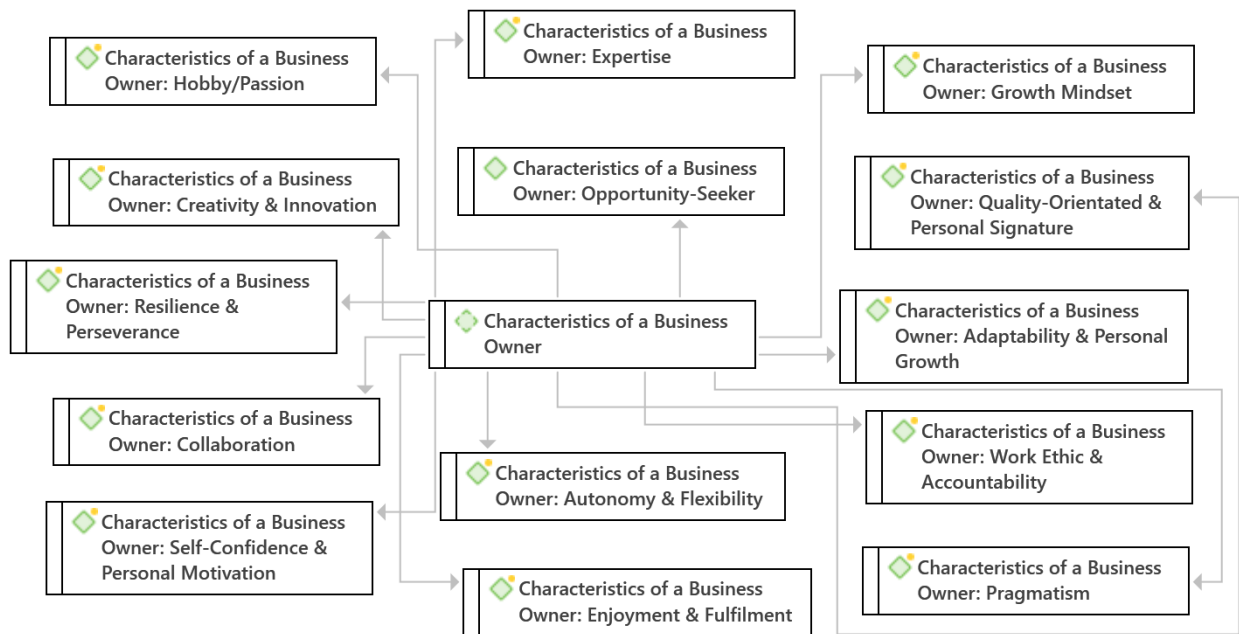 Characteristics of a Business
Owner: Hobby/Passion
Characteristics of a Business
Owner: Expertise
Characteristics of a Business
Owner: Growth Mindset
Characteristics of a Business
Owner: Creativity & Innovation
Characteristics of a Business
Owner: Opportunity-Seeker
Characteristics of a Business
Owner: Quality-Orientated &
Personal Signature
Characteristics of a Business
Owner: Resilience &
Perseverance
Characteristics of a Business
Owner
Characteristics of a Business
Owner: Adaptability & Personal
Growth
Characteristics of a Business
Owner: Collaboration
Characteristics of a Business
Owner: Autonomy & Flexibility
Characteristics of a Business
Owner: Work Ethic &
Accountability
Characteristics of a Business
Owner: Self-Confidence &
Personal Motivation
Characteristics of a Business
Owner: Enjoyment & Fulfilment
Characteristics of a Business
Owner: Pragmatism